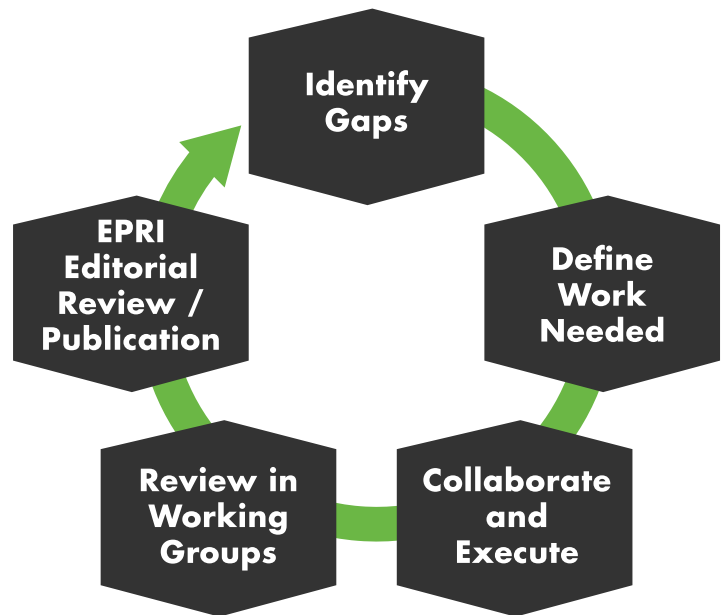 Identify
Gaps
Define
Work
Needed
Collaborate
and
Execute
Review in
Working
Groups
EPRI
Editorial
Review /
Publication